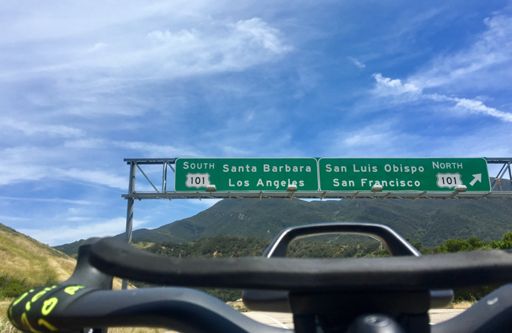 SOUTH
101
Santa Barbara
Los Angeles
San Luis Obispo
San Francisco
NORTH
101